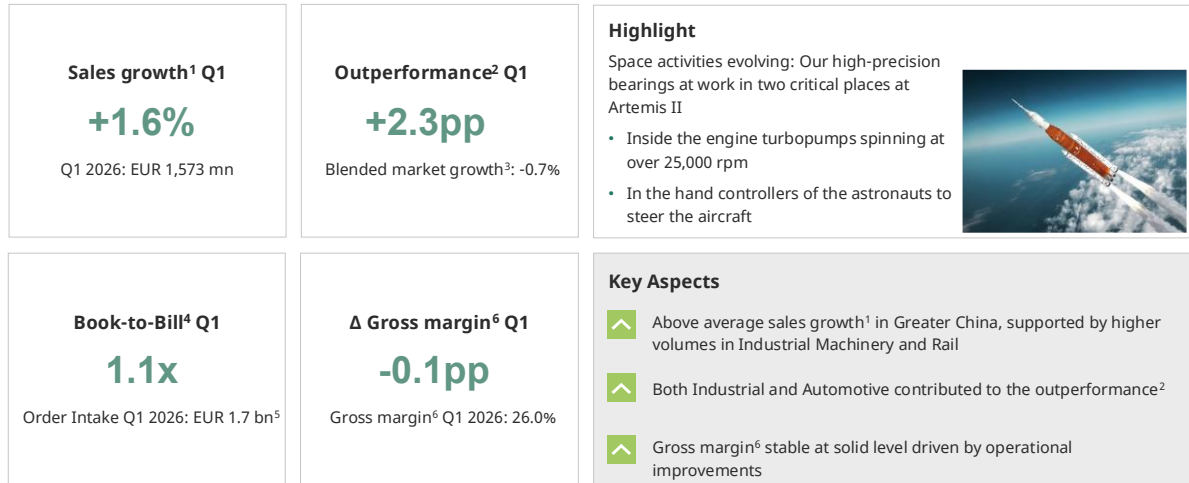 Sales growth¹ Q1
+1.6%
Q1 2026: EUR 1,573 mn
Outperformance² Q1
+2.3pp
Blended market growth³: -0.7%
Highlight
Space activities evolving: Our high-precision
bearings at work in two critical places at
Artemis II
• Inside the engine turbopumps spinning at
over 25,000 rpm
• In the hand controllers of the astronauts to
steer the aircraft
Book-to-Bill⁴ Q1
1.1x
Order Intake Q1 2026: EUR 1.7 bn⁵
Δ Gross margin⁶ Q1
-0.1pp
Gross margin⁶ Q1 2026: 26.0%
Key Aspects
Above average sales growth¹ in Greater China, supported by higher
volumes in Industrial Machinery and Rail
Both Industrial and Automotive contributed to the outperformance²
Gross margin⁶ stable at solid level driven by operational
improvements